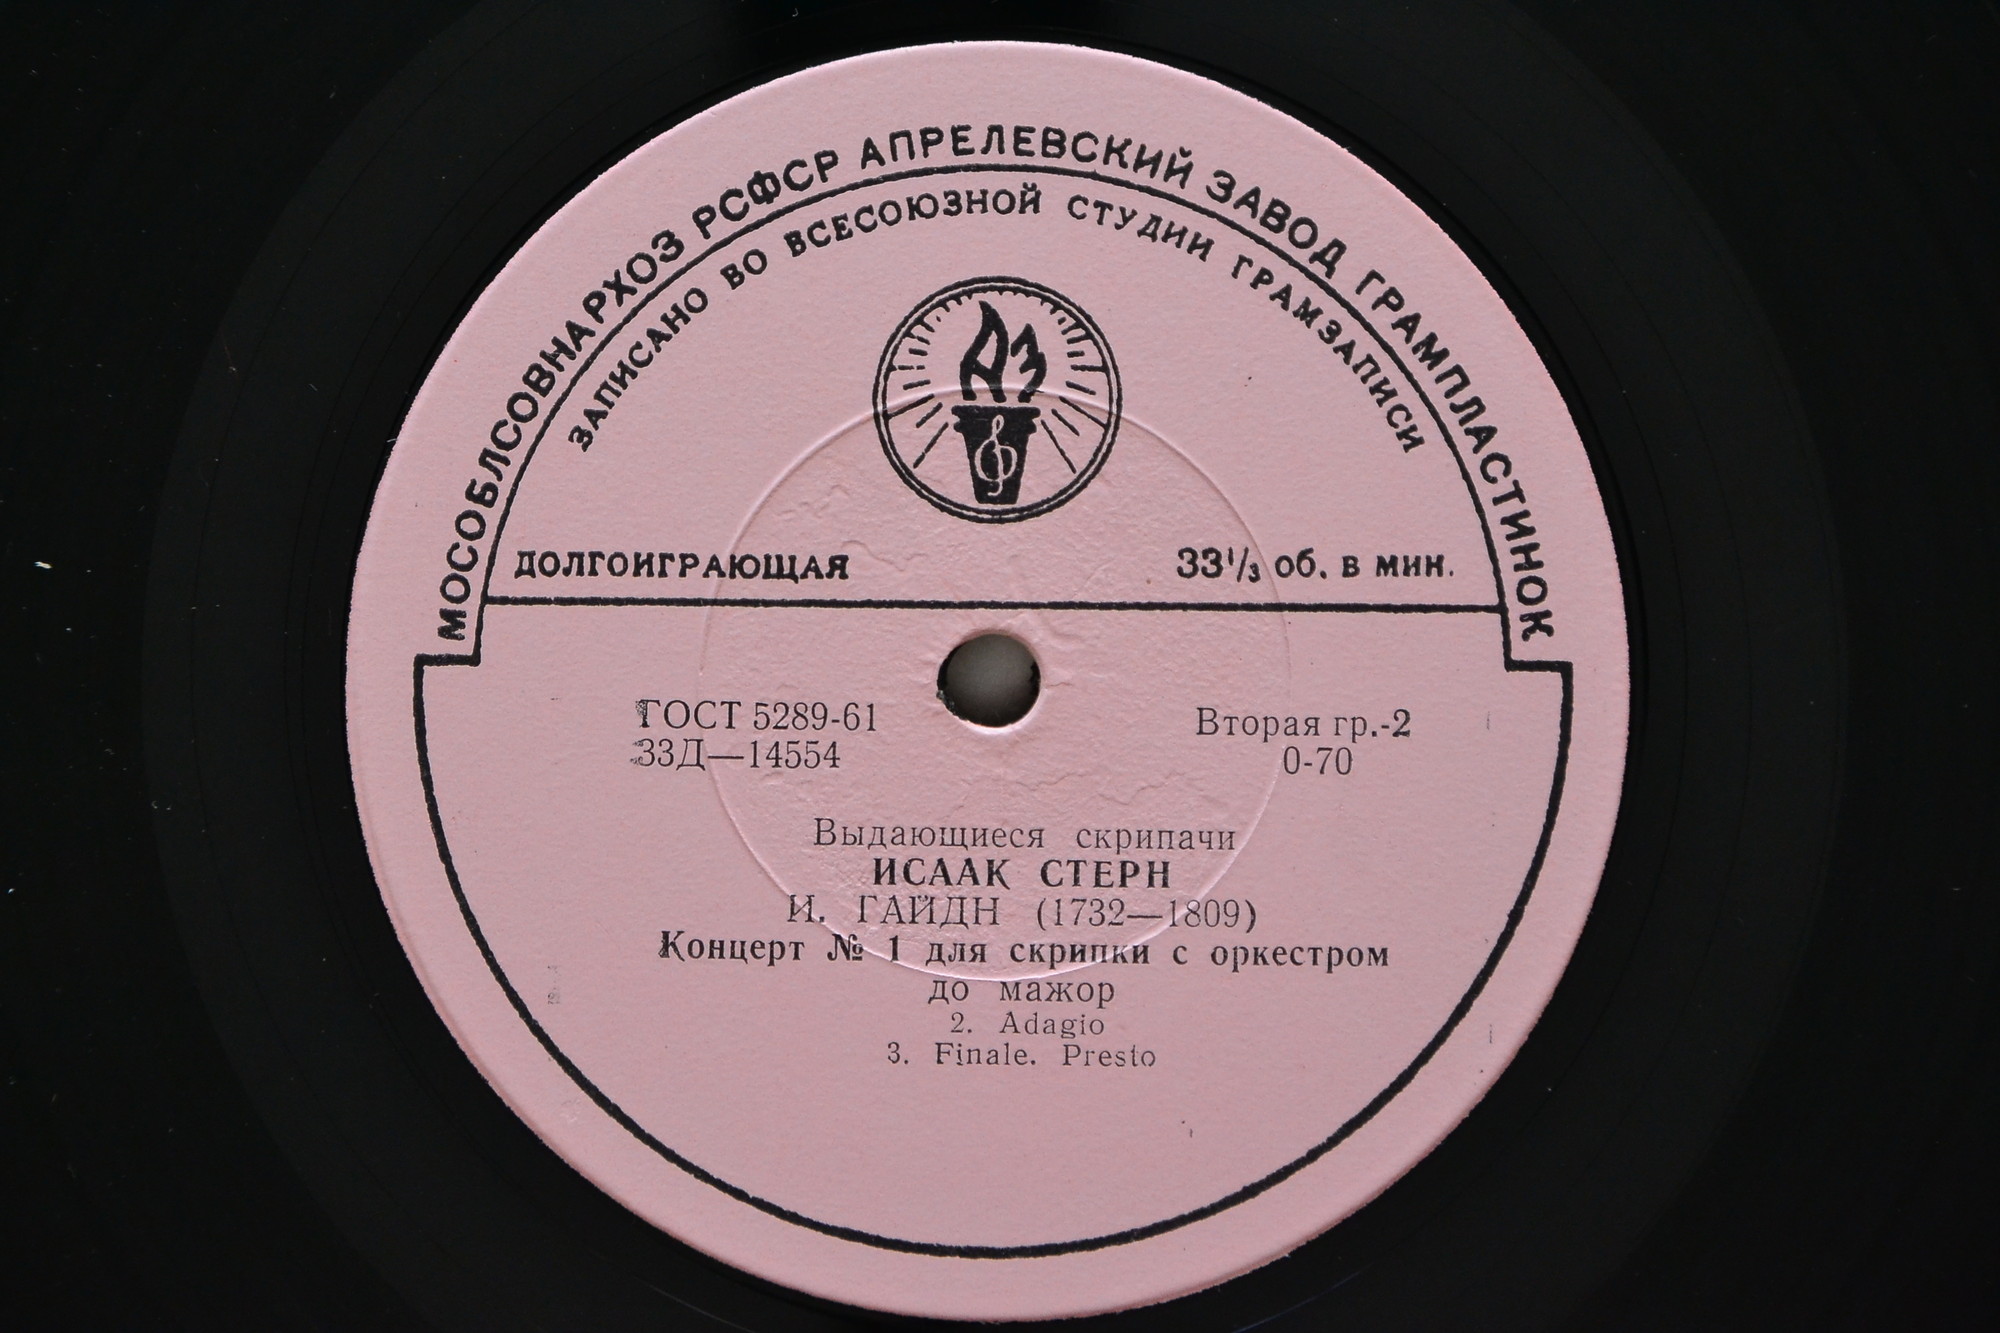 МОСОБЛСОВНАРХОЗ РСФСР АПРЕЛЕВСКИЙ ЗАВОД ГРАМПЛАСТИНОК
ЗАПИСАНО ВО ВСЕСОЮЗНОЙ СТУДИИ ГРАМЗАПИСИ
АЗ
ДОЛГОИГРАЮЩАЯ 33⅓ об. в мин.
ГОСТ 5289-61 Вторая гр.-2
33Д—14554 0-70
Выдающиеся скрипачи
ИСААК СТЕРН
И. ГАЙДН (1732—1809)
Концерт № 1 для скрипки с оркестром
до мажор
2. Adagio
3. Finale. Presto